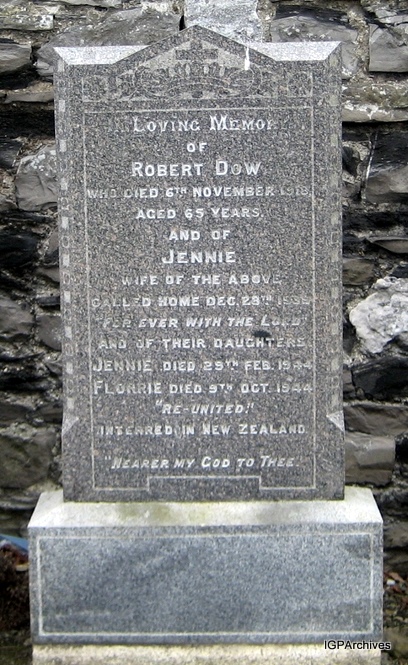 In Loving Memory
OF
ROBERT DOW
WHO DIED 6TH NOVEMBER 1918
AGED 65 YEARS,
AND OF
JENNIE
WIFE OF THE ABOVE,
CALLED HOME DEC. 28TH
"FOR EVER WITH THE LORD"
AND OF THEIR DAUGHTERS
JENNIE DIED 29TH FEB. 1944
FLORRIE DIED 9TH OCT. 1944
"RE-UNITED."
INTERRED IN NEW ZEALAND.
"NEARER MY GOD TO THEE."
IGPArchives